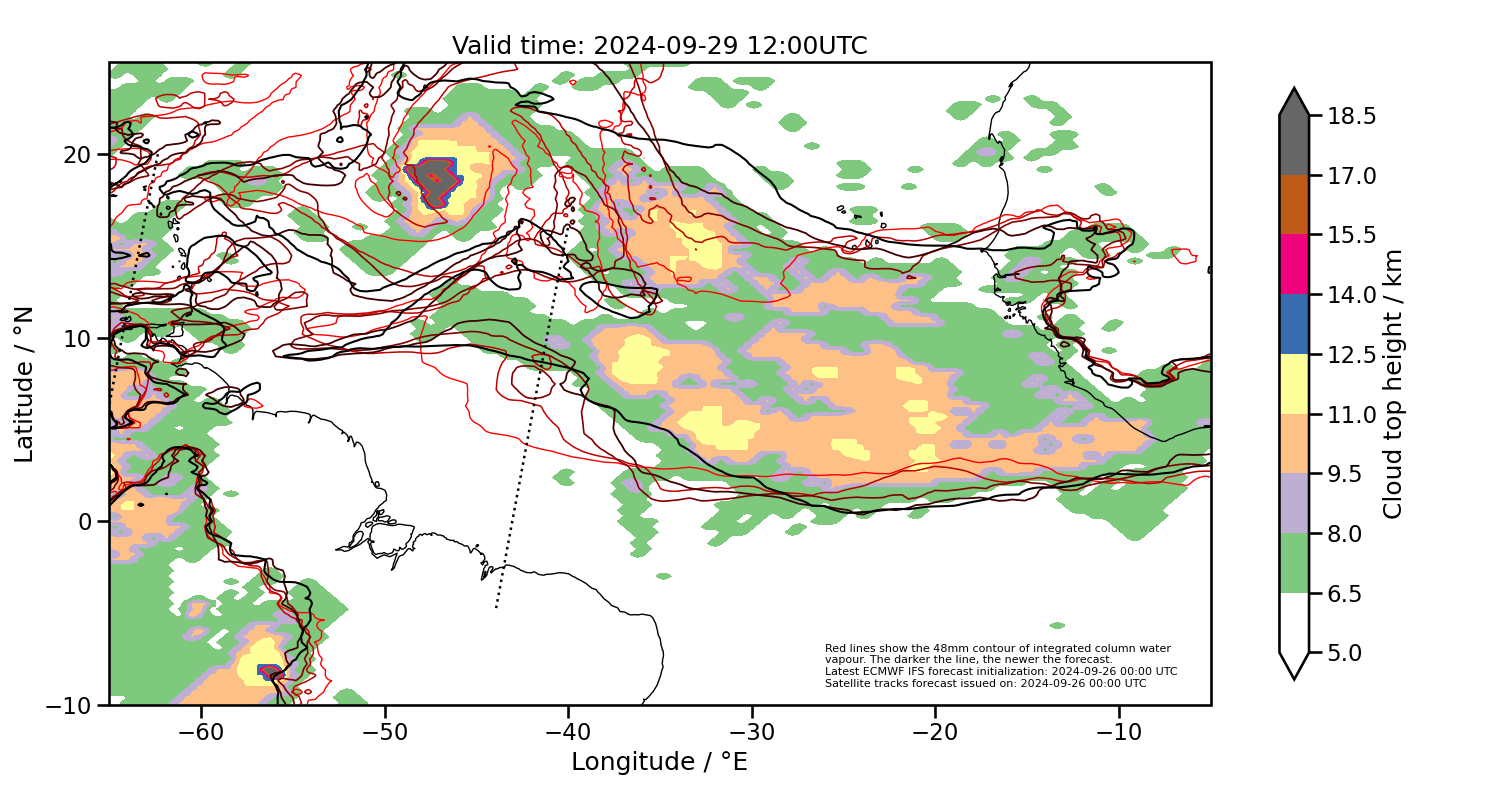 Valid time: 2024-09-29 12:00UTC
20
10
0
−10
Latitude / °N
−60
−50
−40
−30
−20
−10
Longitude / °E
Red lines show the 48mm contour of integrated column water
vapour. The darker the line, the newer the forecast.
Latest ECMWF IFS forecast initialization: 2024-09-26 00:00 UTC
Satellite tracks forecast issued on: 2024-09-26 00:00 UTC
18.5
17.0
15.5
14.0
12.5
11.0
9.5
8.0
6.5
5.0
Cloud top height / km